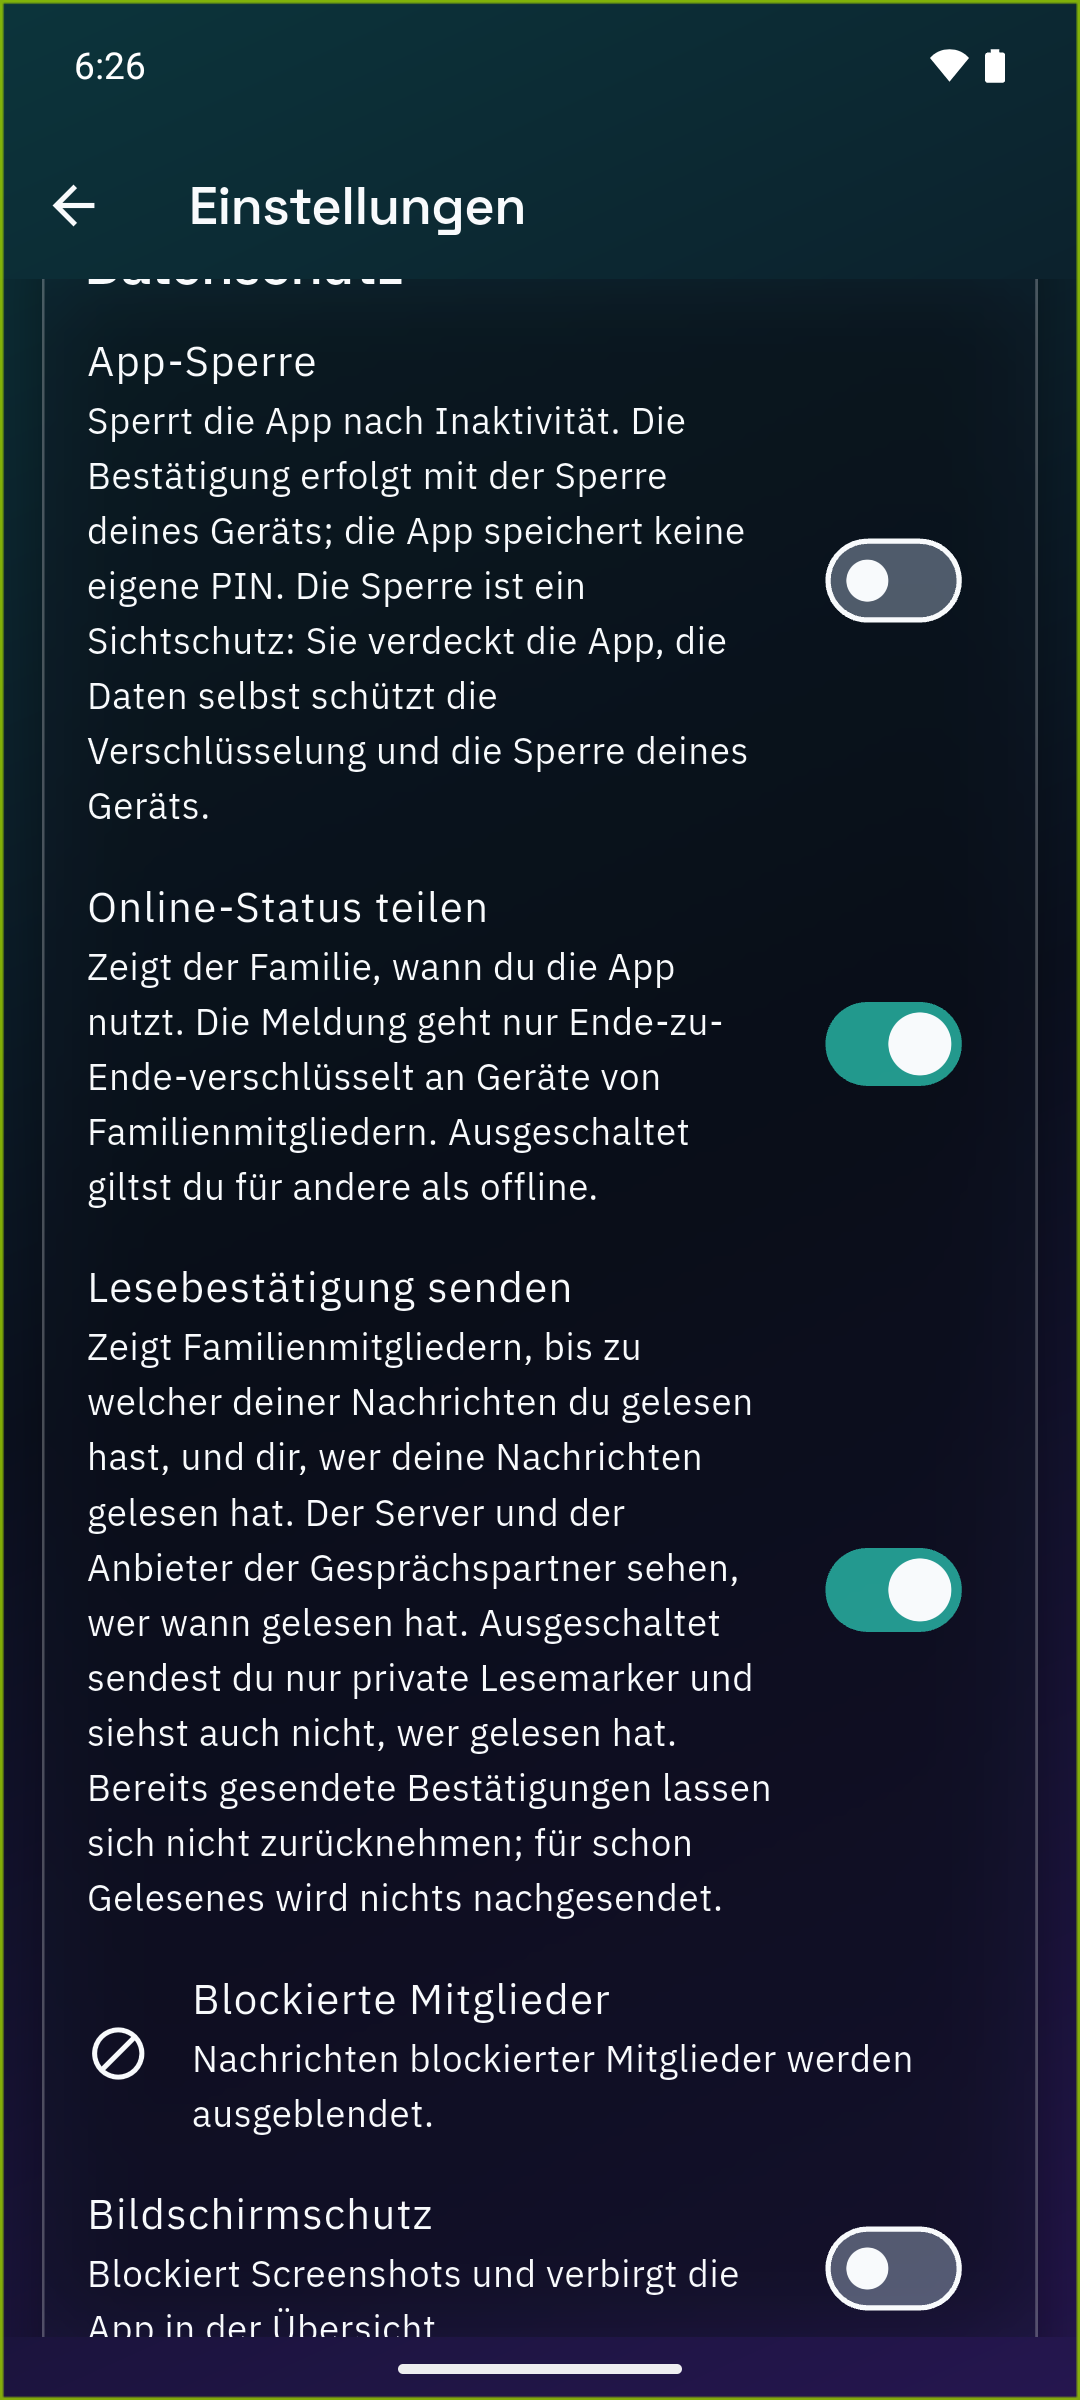 6:26
Einstellungen
Datenschutz
App-Sperre
Sperrt die App nach Inaktivität. Die
Bestätigung erfolgt mit der Sperre
deines Geräts; die App speichert keine
eigene PIN. Die Sperre ist ein
Sichtschutz: Sie verdeckt die App, die
Daten selbst schützt die
Verschlüsselung und die Sperre deines
Geräts.
Online-Status teilen
Zeigt der Familie, wann du die App
nutzt. Die Meldung geht nur Ende-zu-
Ende-verschlüsselt an Geräte von
Familienmitgliedern. Ausgeschaltet
giltst du für andere als offline.
Lesebestätigung senden
Zeigt Familienmitgliedern, bis zu
welcher deiner Nachrichten du gelesen
hast, und dir, wer deine Nachrichten
gelesen hat. Der Server und der
Anbieter der Gesprächspartner sehen,
wer wann gelesen hat. Ausgeschaltet
sendest du nur private Lesemarker und
siehst auch nicht, wer gelesen hat.
Bereits gesendete Bestätigungen lassen
sich nicht zurücknehmen; für schon
Gelesenes wird nichts nachgesendet.
Blockierte Mitglieder
Nachrichten blockierter Mitglieder werden
ausgeblendet.
Bildschirmschutz
Blockiert Screenshots und verbirgt die
App in der Übersicht